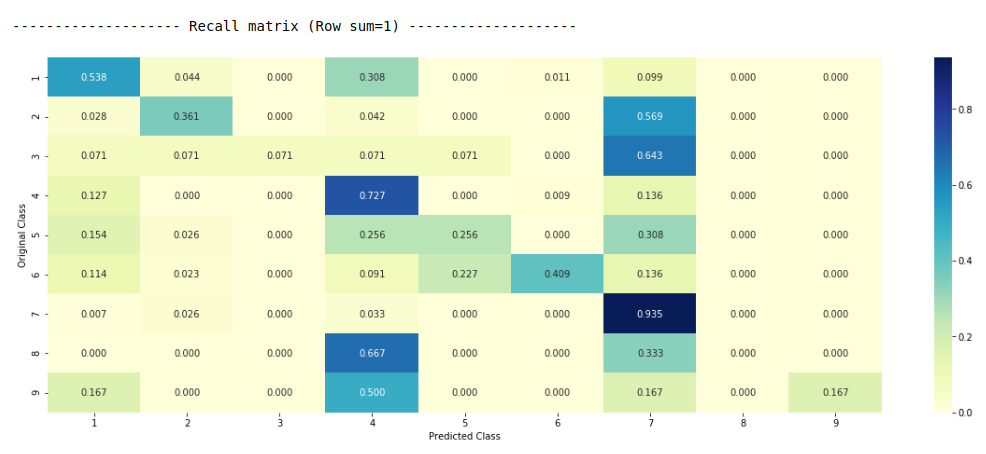 -------------------- Recall matrix (Row sum=1) --------------------
1 0.538 0.044 0.000 0.308 0.000 0.011 0.099 0.000 0.000
2 0.028 0.361 0.000 0.042 0.000 0.000 0.569 0.000 0.000
3 0.071 0.071 0.071 0.071 0.071 0.000 0.643 0.000 0.000
4 0.127 0.000 0.000 0.727 0.000 0.009 0.136 0.000 0.000
5 0.154 0.026 0.000 0.256 0.256 0.000 0.308 0.000 0.000
6 0.114 0.023 0.000 0.091 0.227 0.409 0.136 0.000 0.000
7 0.007 0.026 0.000 0.033 0.000 0.000 0.935 0.000 0.000
8 0.000 0.000 0.000 0.667 0.000 0.000 0.333 0.000 0.000
9 0.167 0.000 0.000 0.500 0.000 0.000 0.167 0.000 0.167
1 2 3 4 5 6 7 8 9
Predicted Class
Original Class
0.8
0.6
0.4
0.2
0.0